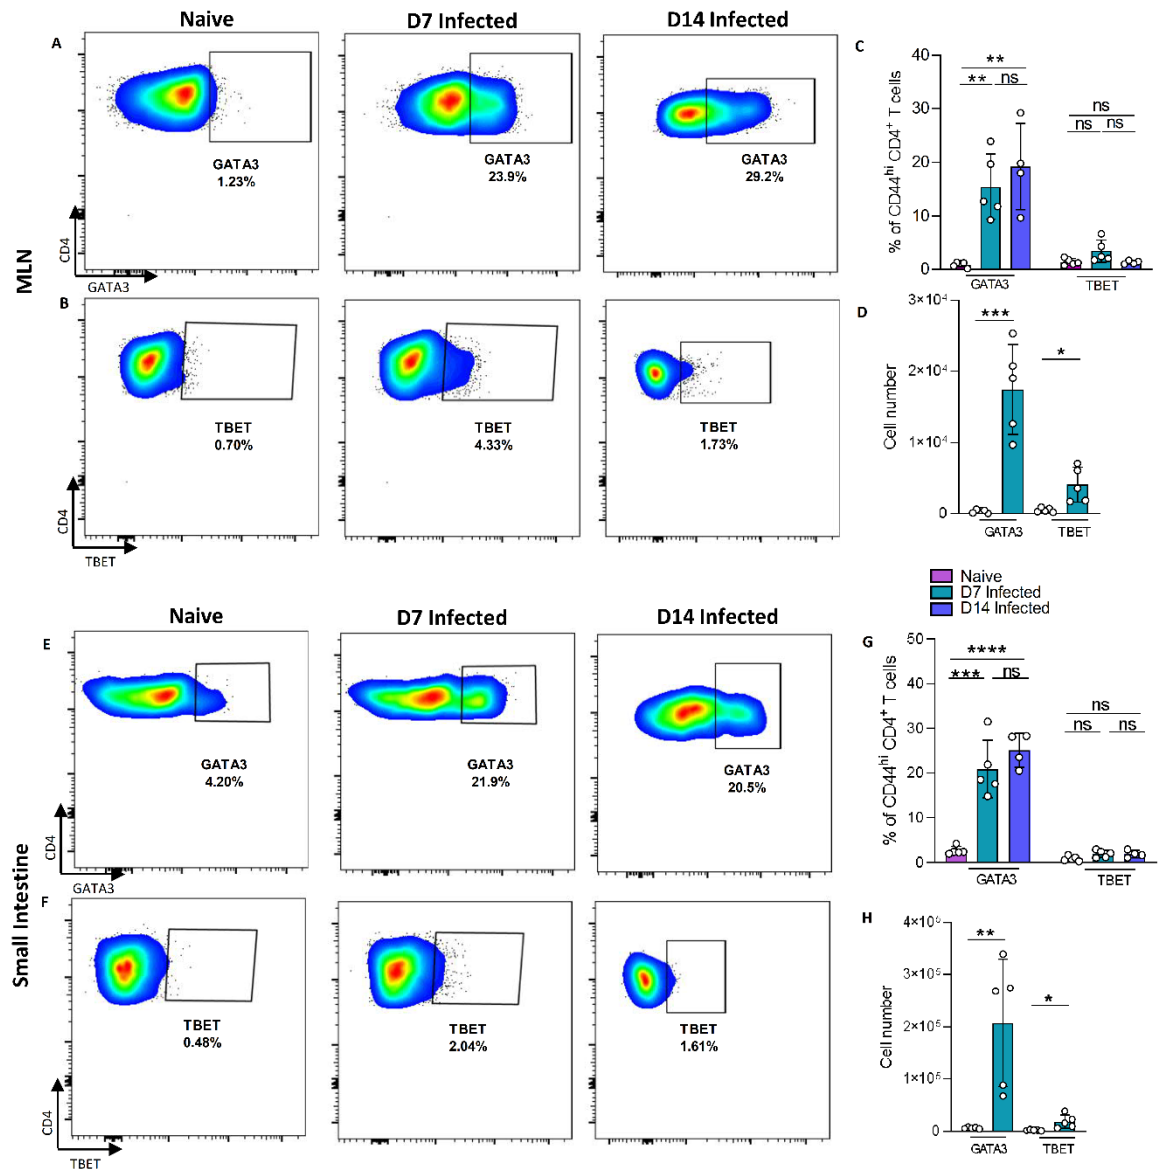 Naive
D7 Infected
D14 Infected
A
GATA3
1.23%
GATA3
23.9%
GATA3
29.2%
CD4
GATA3
MLN
B
TBET
0.70%
TBET
4.33%
TBET
1.73%
CD4
TBET
C
% of CD44hi CD4+ T cells
40
30
20
10
0
**
** ns
ns
ns ns
GATA3
TBET
D
Cell number
3×10⁴
2×10⁴
1×10⁴
0
***
*
GATA3
TBET
Naive
D7 Infected
D14 Infected
Naive
D7 Infected
D14 Infected
E
GATA3
4.20%
GATA3
21.9%
GATA3
20.5%
CD4
GATA3
Small Intestine
F
TBET
0.48%
TBET
2.04%
TBET
1.61%
CD4
TBET
G
% of CD44hi CD4+ T cells
50
40
30
20
10
0
****
*** ns
ns
ns ns
GATA3
TBET
H
Cell number
0
**
*
GATA3
TBET